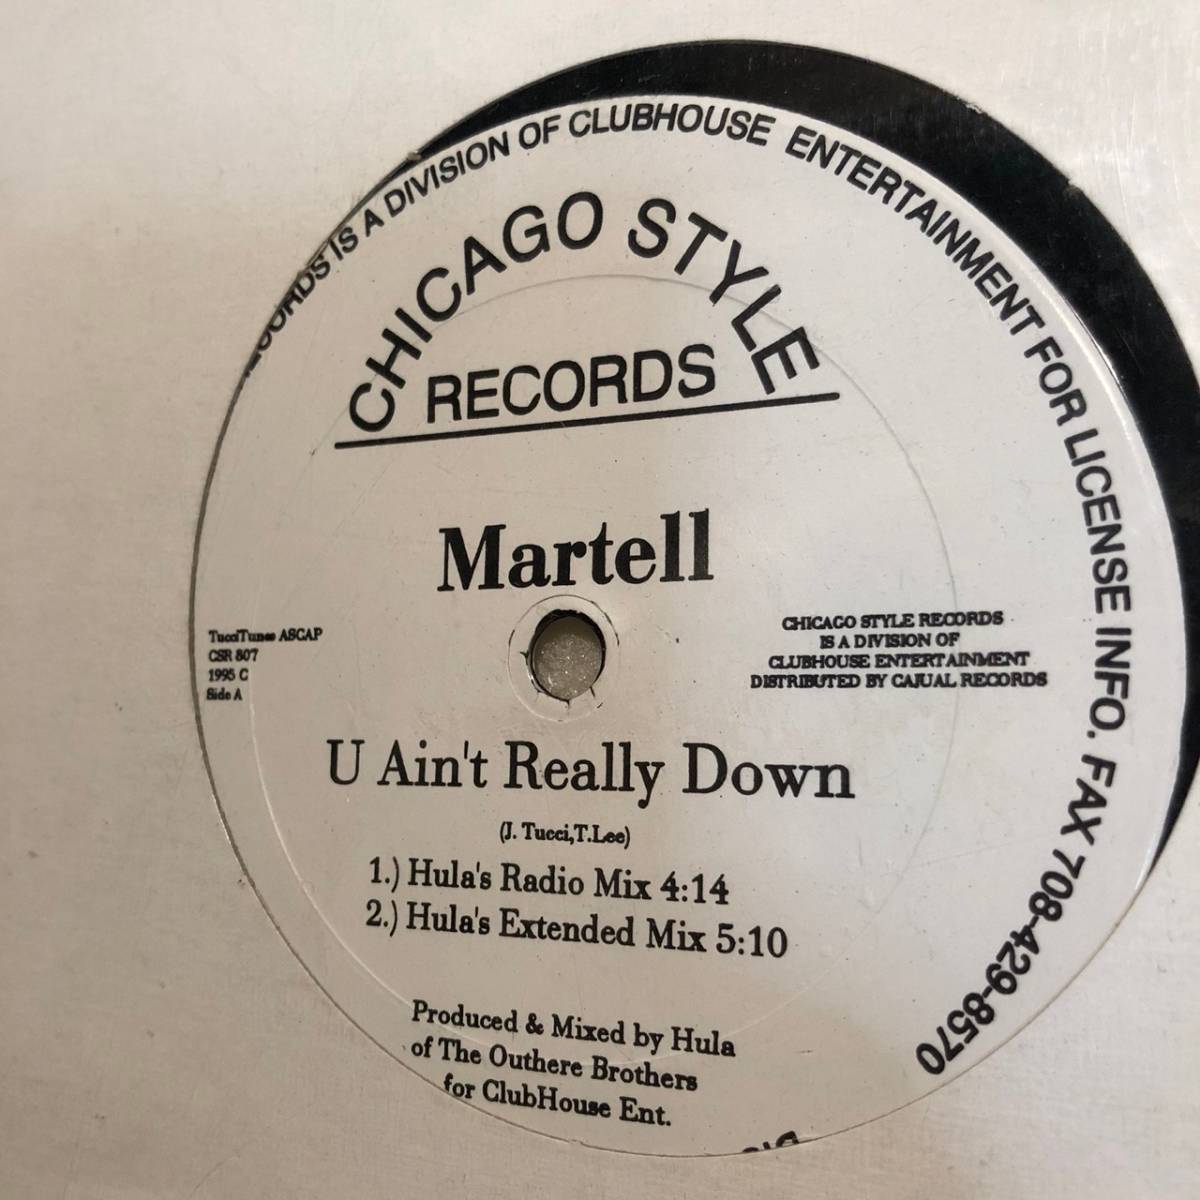 IS A DIVISION OF CLUBHOUSE ENTERTAINMENT FOR LICENSE INFO. FAX 708-429-8570
CHICAGO STYLE
RECORDS
Martell
TucciTunes ASCAP
CSR 807
1995 C
Side A
CHICAGO STYLE RECORDS
IS A DIVISION OF
CLUBHOUSE ENTERTAINMENT
DISTRIBUTED BY CAJUAL RECORDS
U Ain't Really Down
(J. Tucci,T.Lee)
1.) Hula's Radio Mix 4:14
2.) Hula's Extended Mix 5:10
Produced & Mixed by Hula
of The Outhere Brothers
for ClubHouse Ent.